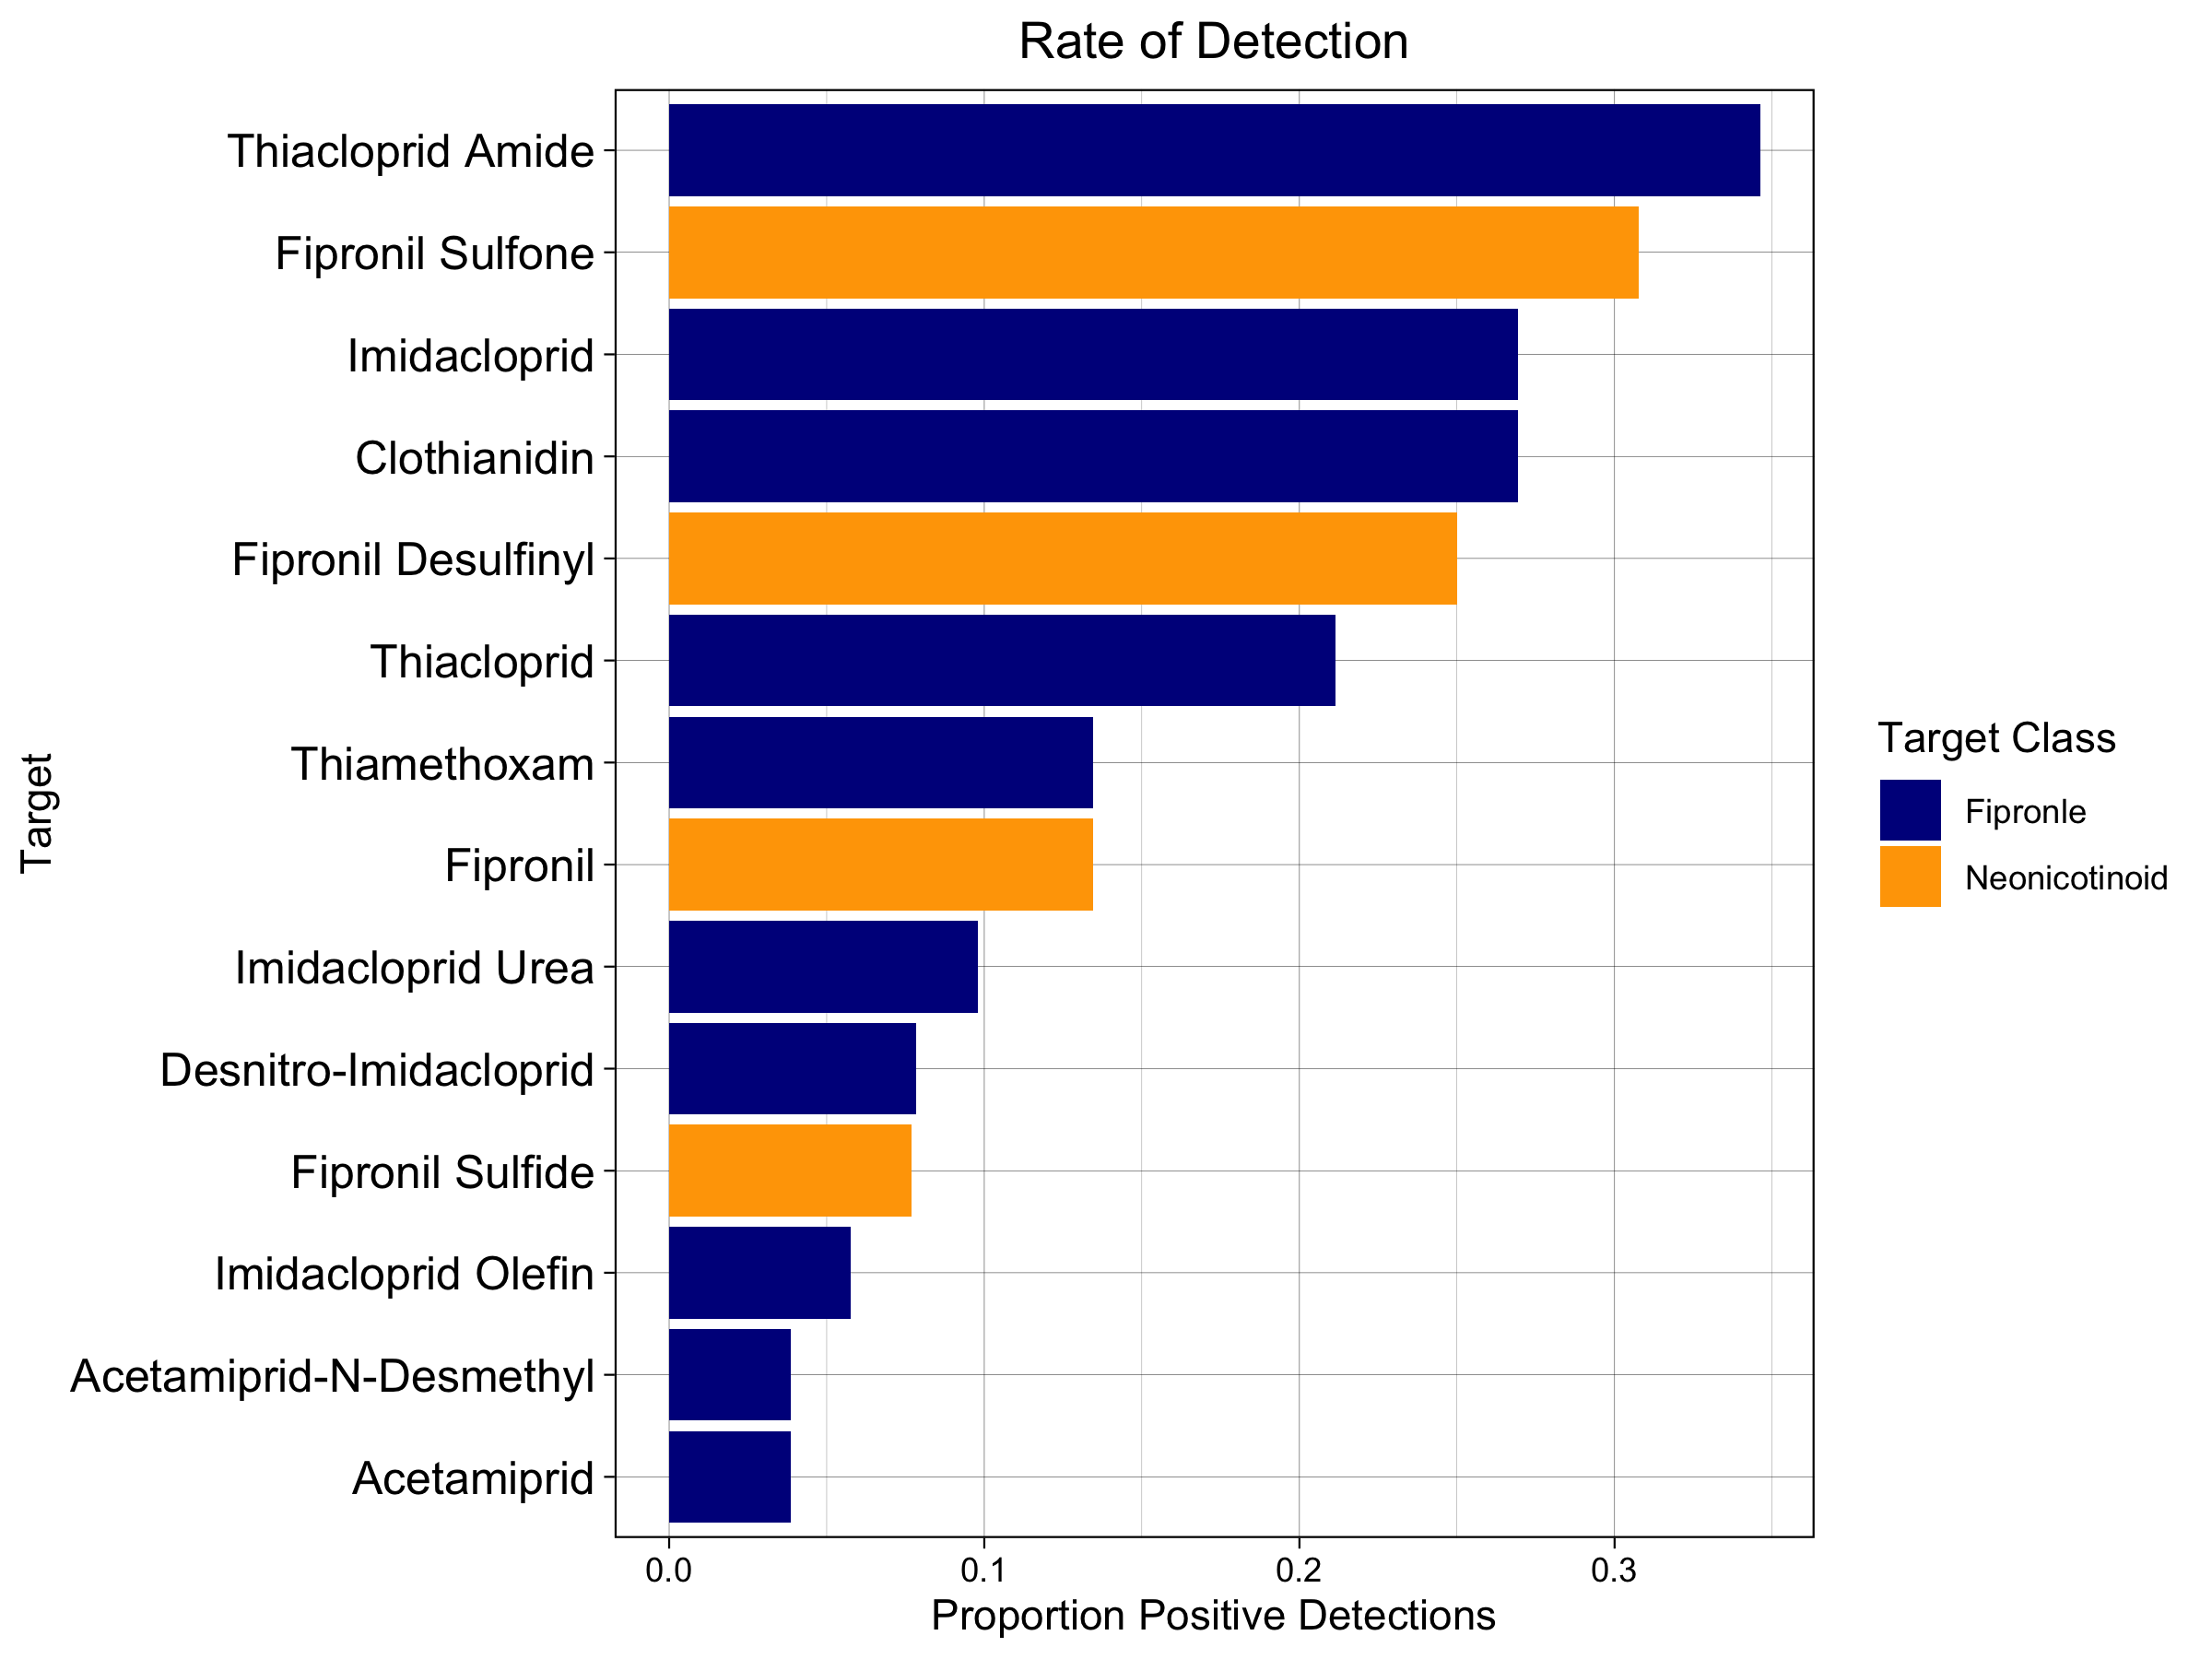 Rate of Detection
Thiacloprid Amide
Fipronil Sulfone
Imidacloprid
Clothianidin
Fipronil Desulfinyl
Thiacloprid
Thiamethoxam
Fipronil
Imidacloprid Urea
Desnitro-Imidacloprid
Fipronil Sulfide
Imidacloprid Olefin
Acetamiprid-N-Desmethyl
Acetamiprid
Target
0.0 0.1 0.2 0.3
Proportion Positive Detections
Target Class
Fipronle
Neonicotinoid